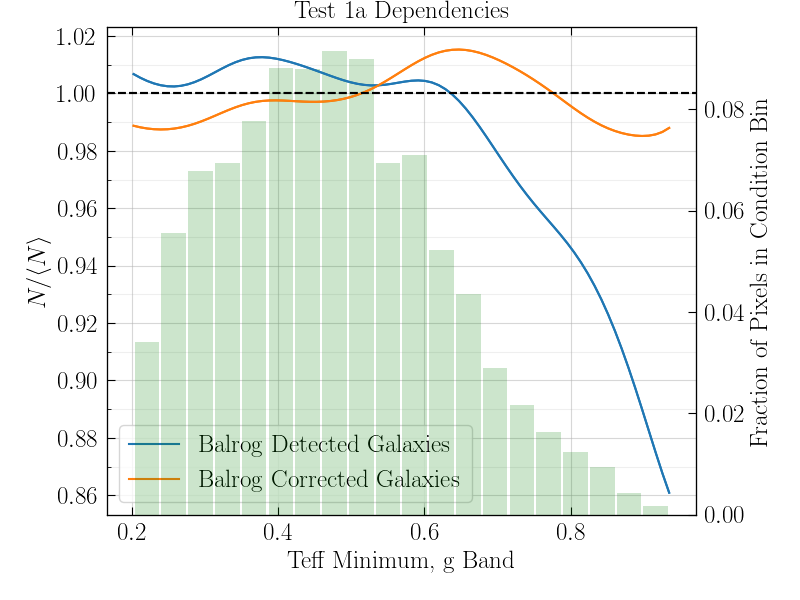 Test 1a Dependencies
1.02
1.00
0.98
0.96
0.94
0.92
0.90
0.88
0.86
N/⟨N⟩
0.08
0.06
0.04
0.02
0.00
Fraction of Pixels in Condition Bin
Balrog Detected Galaxies
Balrog Corrected Galaxies
0.2 0.4 0.6 0.8
Teff Minimum, g Band